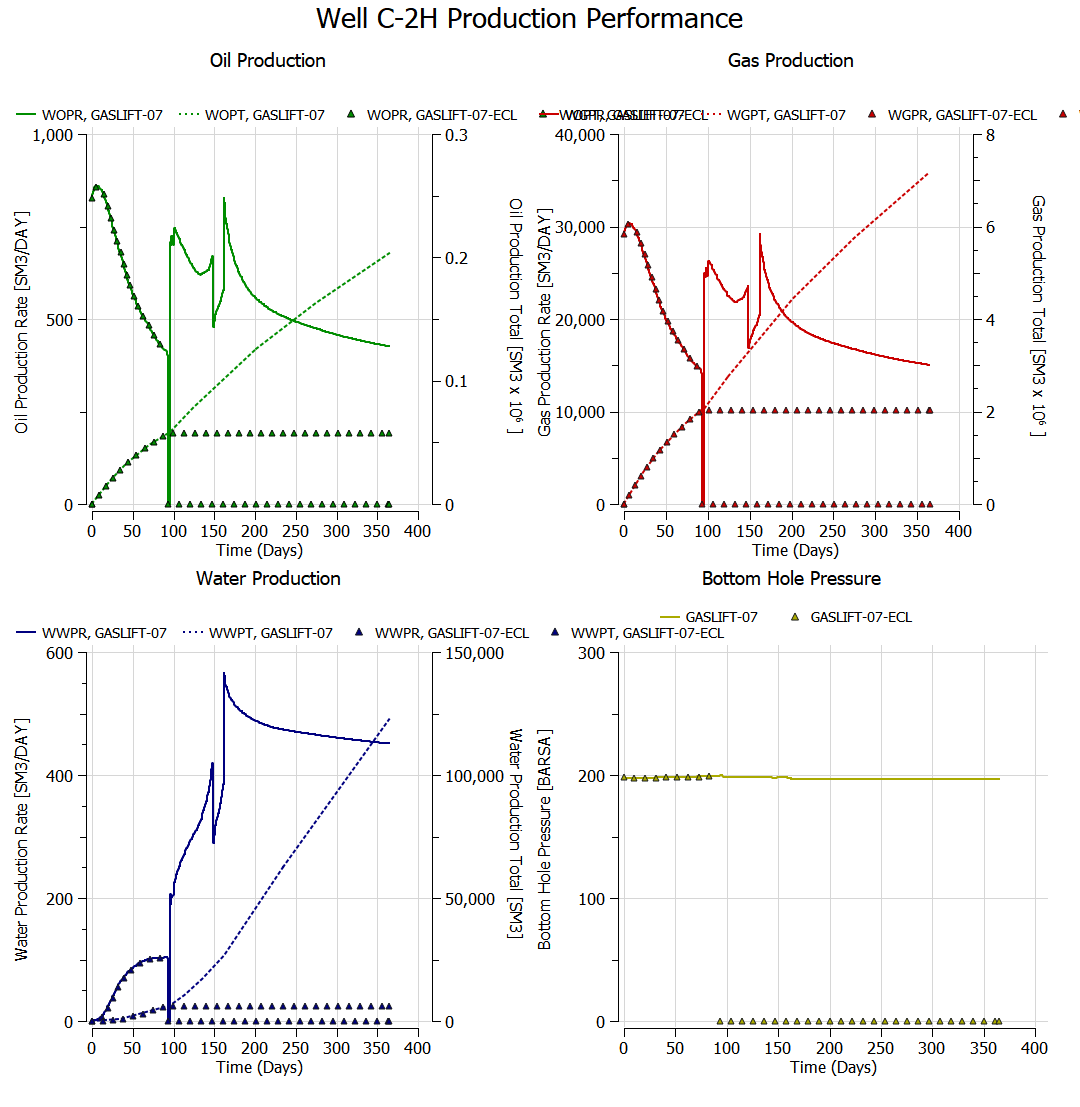 Well C-2H Production Performance
Oil Production
Gas Production
WOPR, GASLIFT-07
WOPT, GASLIFT-07
WOPR, GASLIFT-07-ECL
WGPT, GASLIFT-07
WGPR, GASLIFT-07-ECL
1,000
500
0
0.3
0.2
0.1
0
Oil Production Rate [SM3/DAY]
Oil Production Total [SM3 x 10⁶ ]
0 50 100 150 200 250 300 350 400
Time (Days)
40,000
30,000
20,000
10,000
0
8
6
4
2
0
Gas Production Rate [SM3/DAY]
Gas Production Total [SM3 x 10⁶ ]
0 50 100 150 200 250 300 350 400
Time (Days)
Water Production
Bottom Hole Pressure
WWPR, GASLIFT-07
WWPT, GASLIFT-07
WWPR, GASLIFT-07-ECL
WWPT, GASLIFT-07-ECL
GASLIFT-07
GASLIFT-07-ECL
600
400
200
0
150,000
100,000
50,000
0
Water Production Rate [SM3/DAY]
Water Production Total [SM3]
0 50 100 150 200 250 300 350 400
Time (Days)
300
200
100
0
Bottom Hole Pressure [BARSA]
0 50 100 150 200 250 300 350 400
Time (Days)